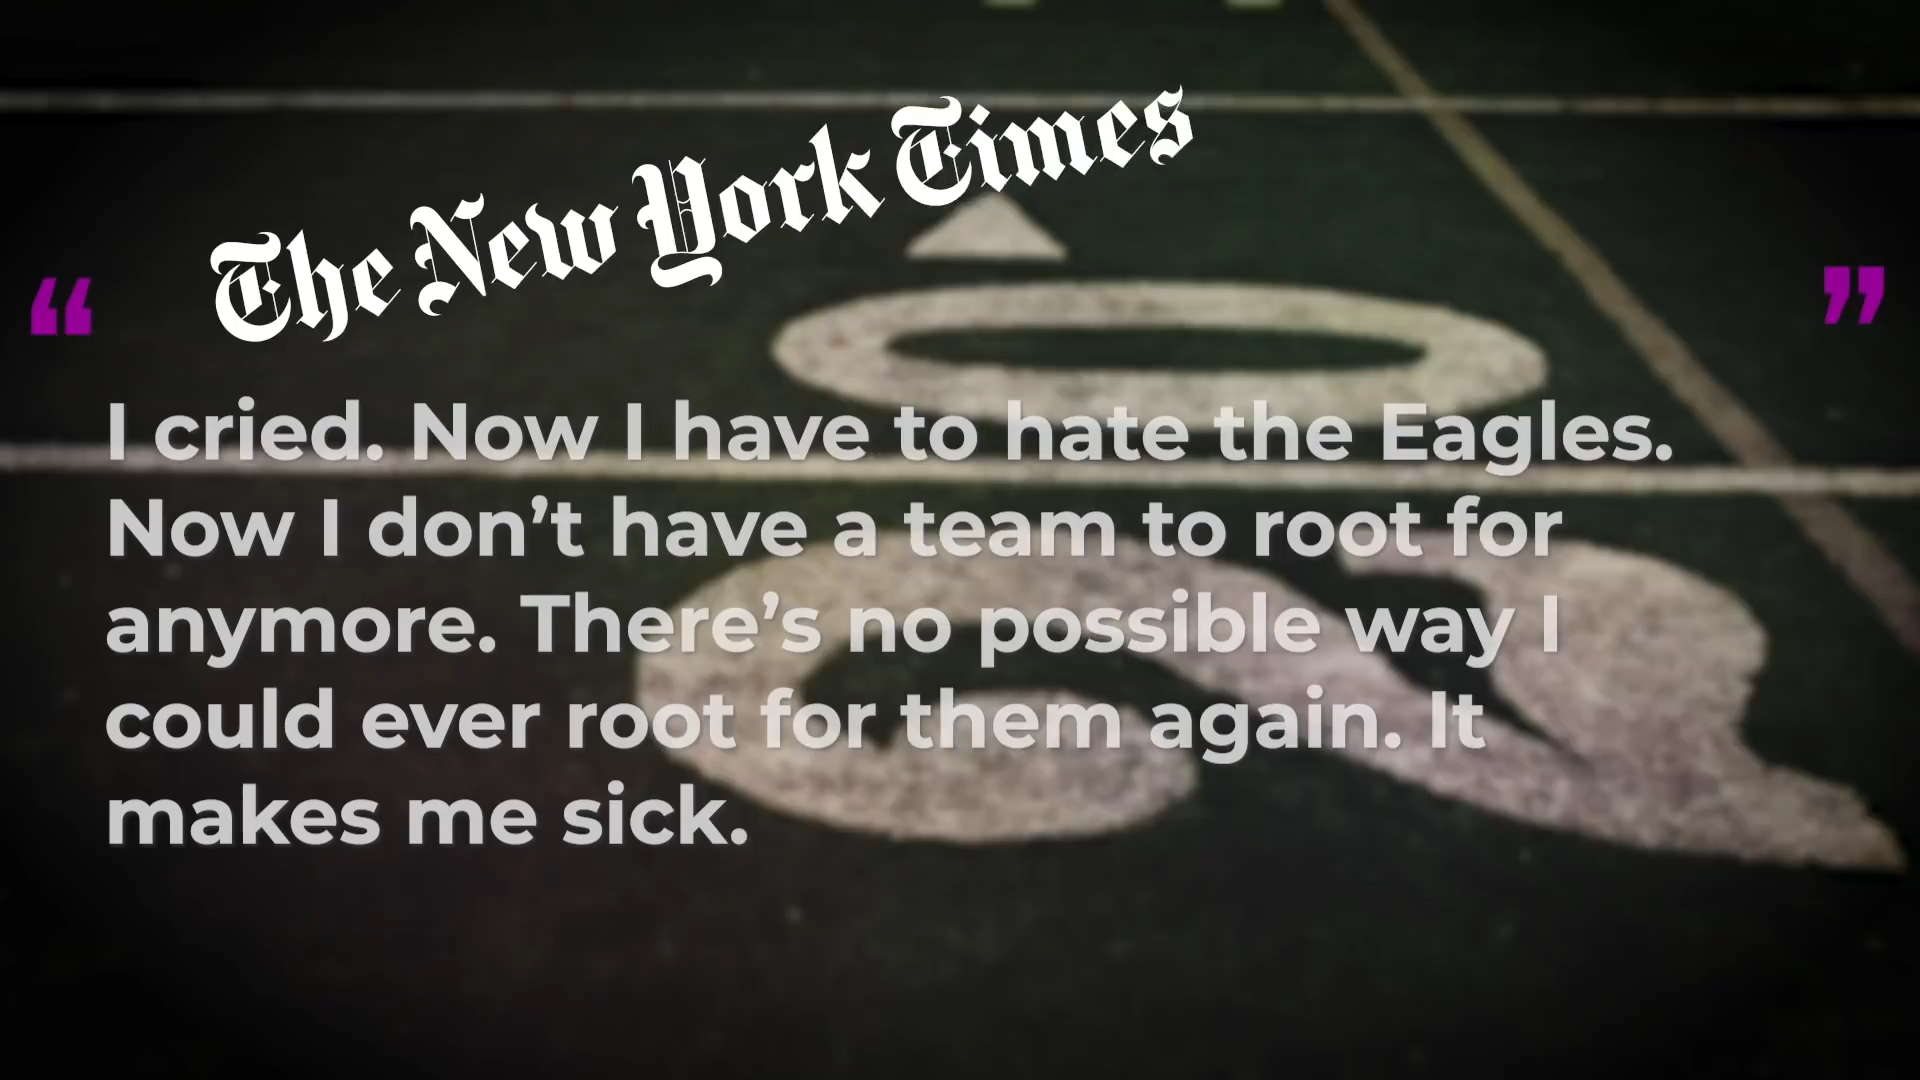 The New York Times
“ ”
I cried. Now I have to hate the Eagles.
Now I don’t have a team to root for
anymore. There’s no possible way I
could ever root for them again. It
makes me sick.